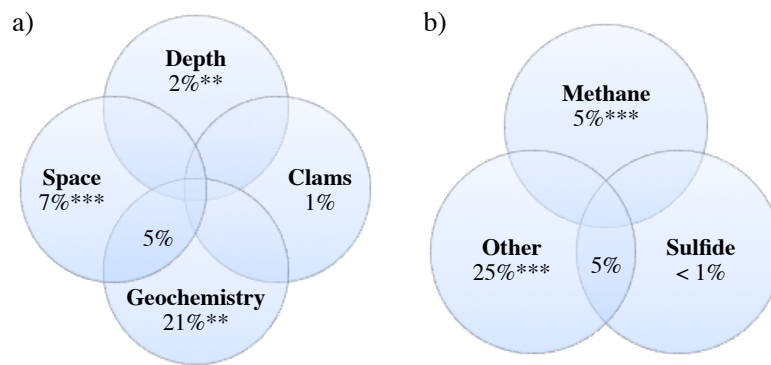 a)
Depth
2%**
Space
7%***
Clams
1%
5%
Geochemistry
21%**
b)
Methane
5%***
Other
25%***
5%
Sulfide
< 1%